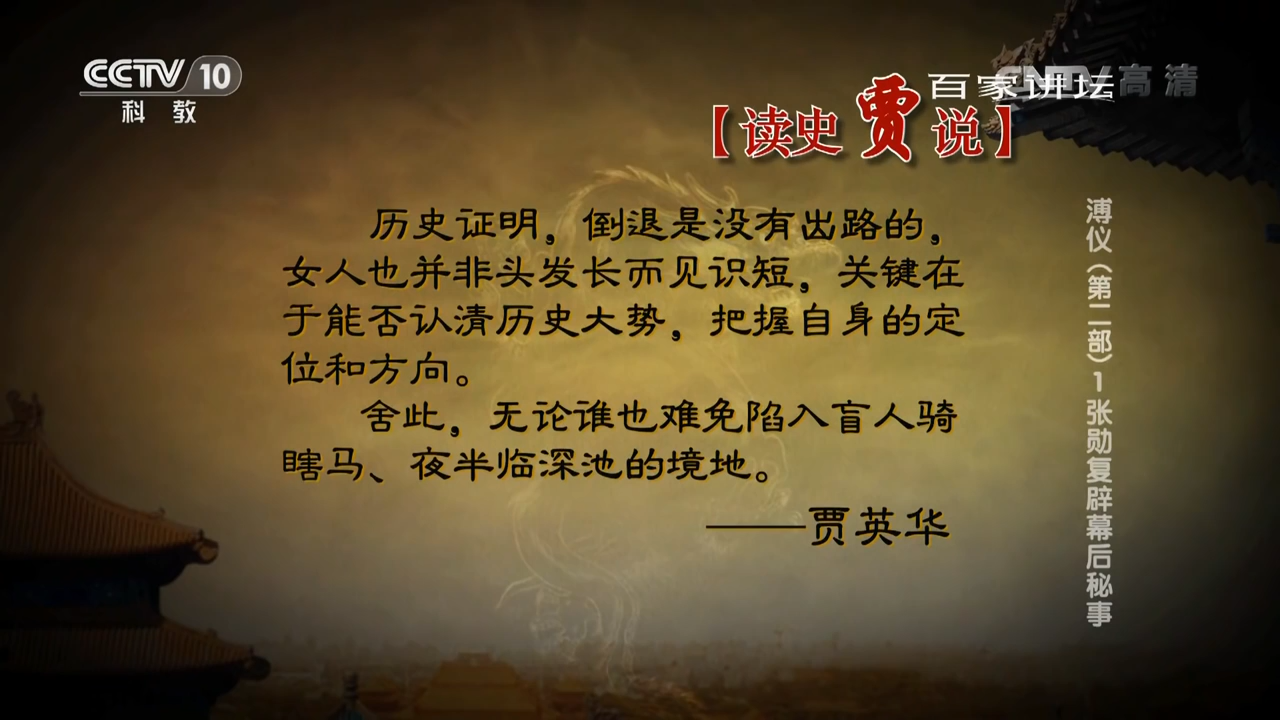 CCTV 10
科教
百家讲坛
CNTV高清
【读史贾说】
历史证明，倒退是没有出路的，
女人也并非头发长而见识短，关键在
于能否认清历史大势，把握自身的定
位和方向。
舍此，无论谁也难免陷入盲人骑
瞎马、夜半临深池的境地。
——贾英华
溥仪（第二部）1张勋复辟幕后秘事